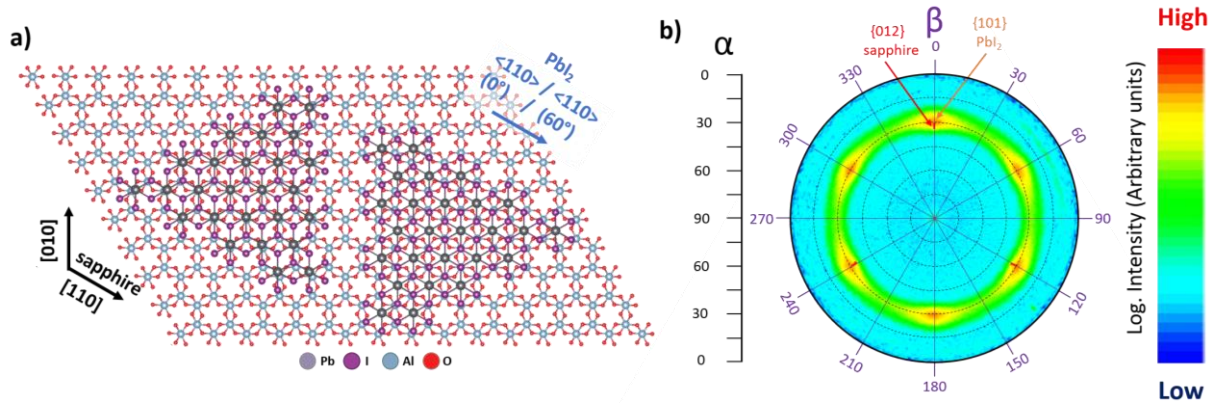 a)
PbI₂
<110> / <110>
(0°) / (60°)
[010]
sapphire
[110]
Pb I Al O
b)
α
β
{012}
sapphire
{101}
PbI₂
0
30
60
90
120
150
180
210
240
270
300
330
0
30
60
90
60
30
0
High
Log. Intensity (Arbitrary units)
Low